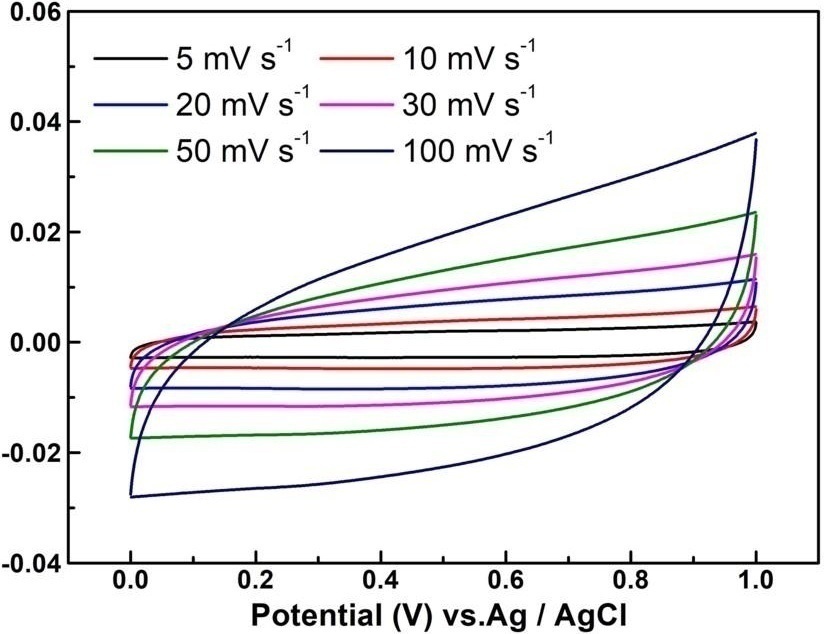 0.06
5 mV s⁻¹ 10 mV s⁻¹
20 mV s⁻¹ 30 mV s⁻¹
0.04
50 mV s⁻¹ 100 mV s⁻¹
0.02
0.00
-0.02
-0.04
0.0 0.2 0.4 0.6 0.8 1.0
Potential (V) vs.Ag / AgCl